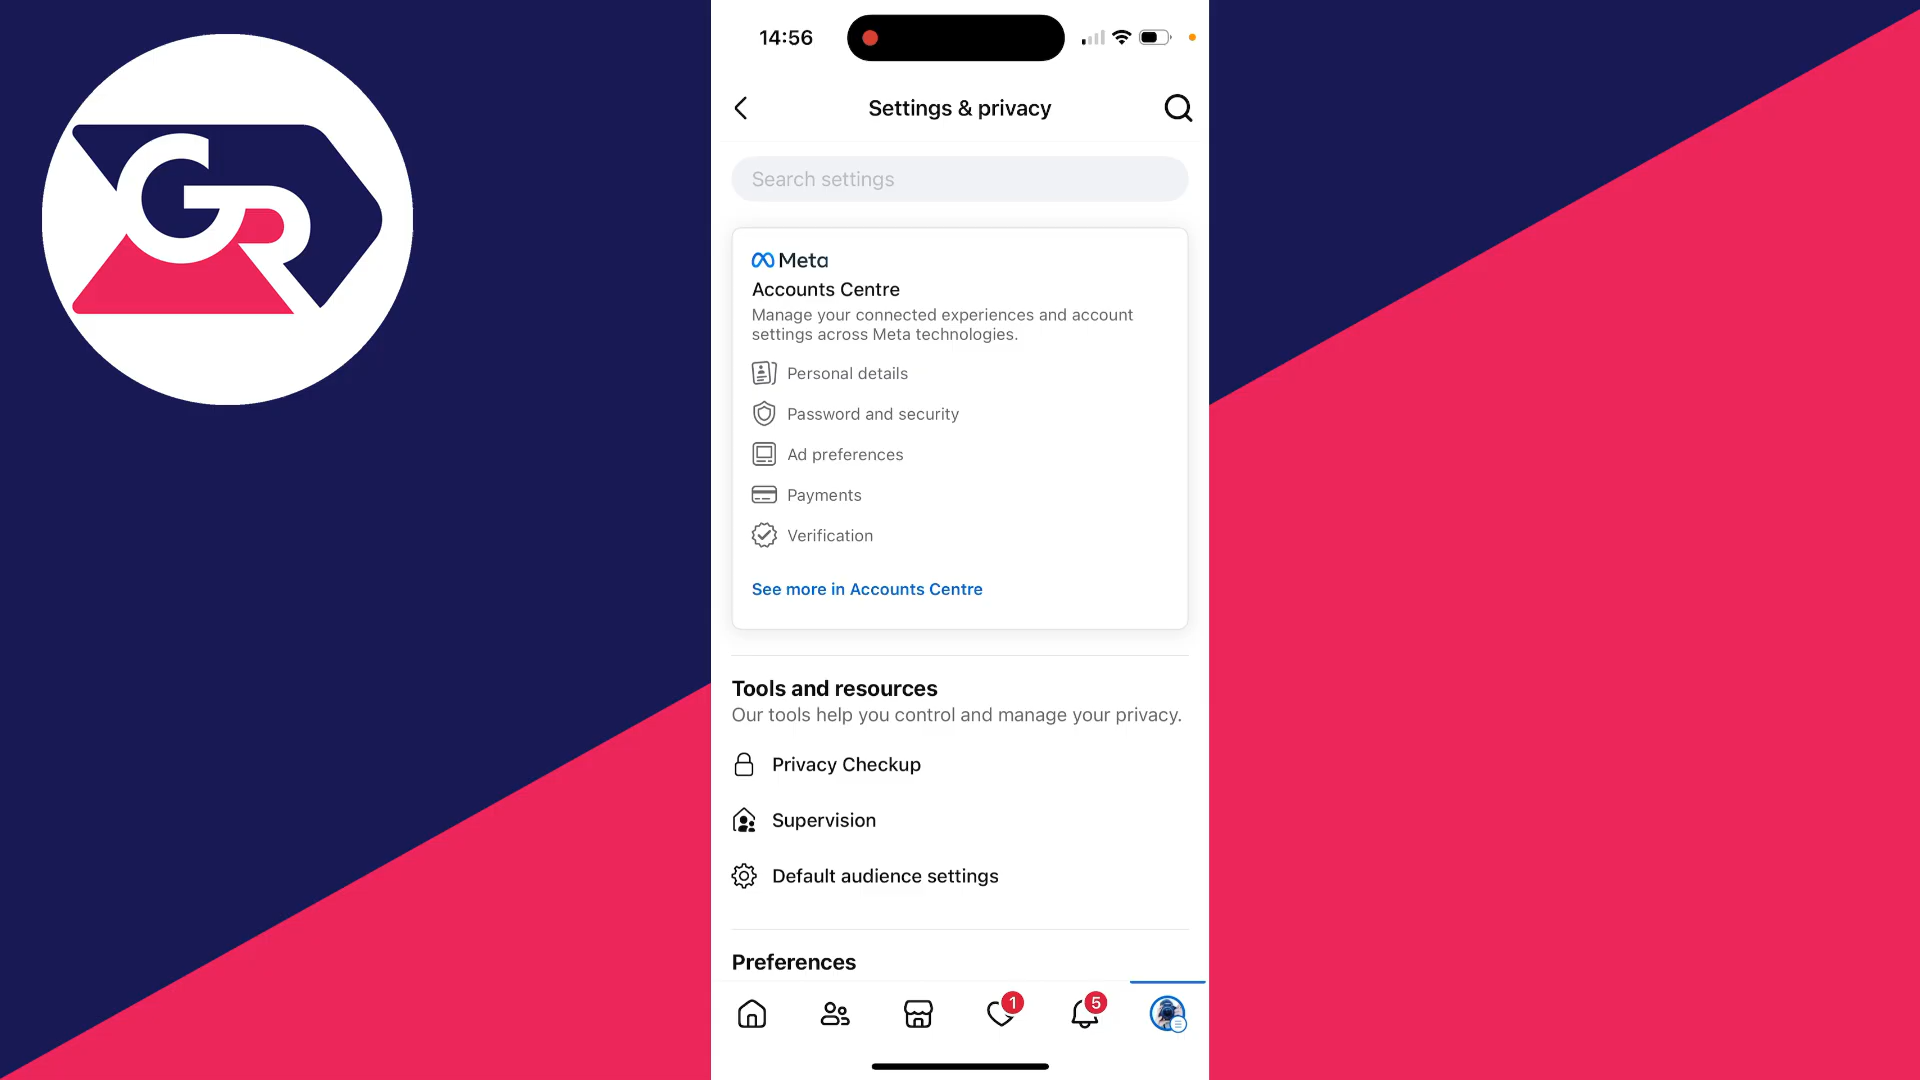 GR
14:56
Settings & privacy
Search settings
Meta
Accounts Centre
Manage your connected experiences and account
settings across Meta technologies.
Personal details
Password and security
Ad preferences
Payments
Verification
See more in Accounts Centre
Tools and resources
Our tools help you control and manage your privacy.
Privacy Checkup
Supervision
Default audience settings
Preferences
1
5